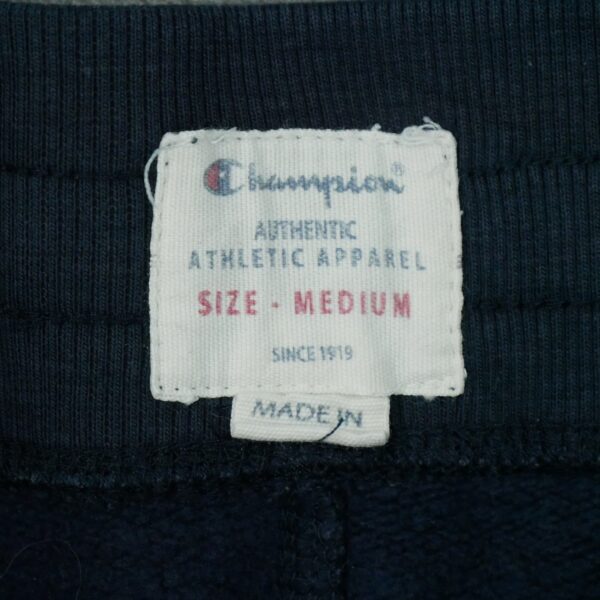 Champion®
AUTHENTIC
ATHLETIC APPAREL
SIZE - MEDIUM
SINCE 1919
MADE IN